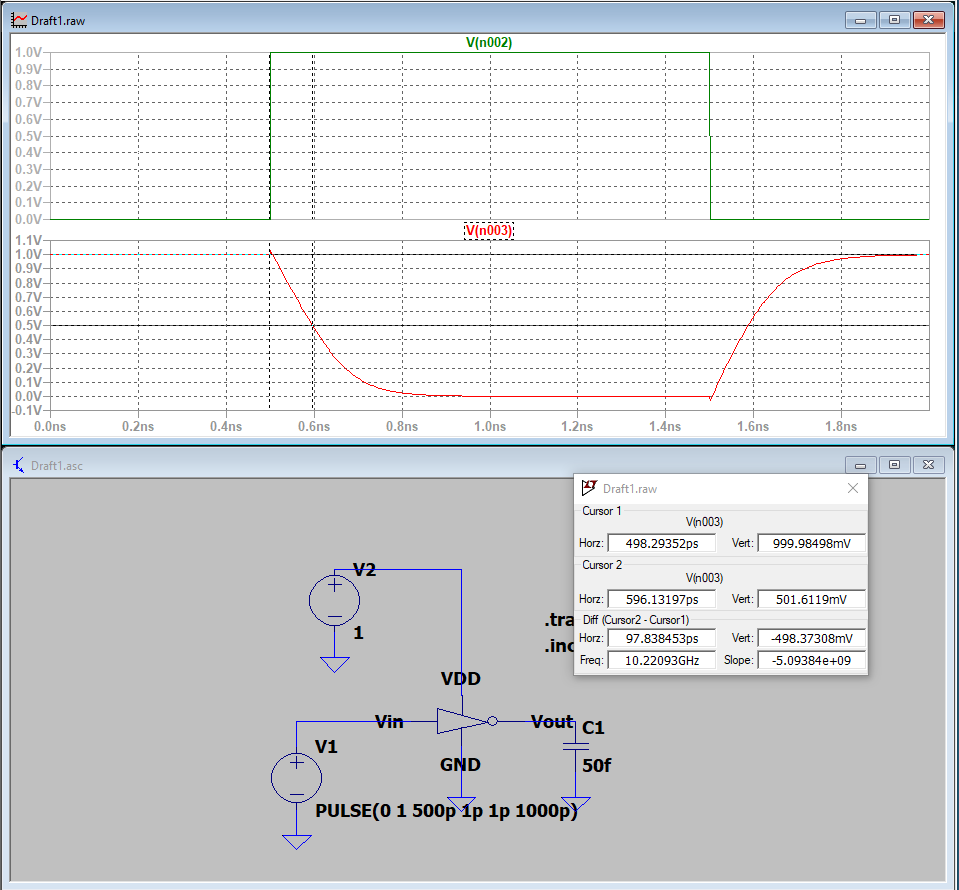 Draft1.raw
V(n002)
1.0V
0.9V
0.8V
0.7V
0.6V
0.5V
0.4V
0.3V
0.2V
0.1V
0.0V
V(n003)
1.1V
1.0V
0.9V
0.8V
0.7V
0.6V
0.5V
0.4V
0.3V
0.2V
0.1V
0.0V
-0.1V
0.0ns 0.2ns 0.4ns 0.6ns 0.8ns 1.0ns 1.2ns 1.4ns 1.6ns 1.8ns
Draft1.asc
V2
1
VDD
Vin
Vout
C1
V1
GND
50f
PULSE(0 1 500p 1p 1p 1p 1000p)
.tra
.inc
Draft1.raw
Cursor 1
V(n003)
Horz: 498.29352ps Vert: 999.98498mV
Cursor 2
V(n003)
Horz: 596.13197ps Vert: 501.6119mV
Diff (Cursor2 - Cursor1)
Horz: 97.838453ps Vert: -498.37308mV
Freq: 10.22093GHz Slope: -5.09384e+09